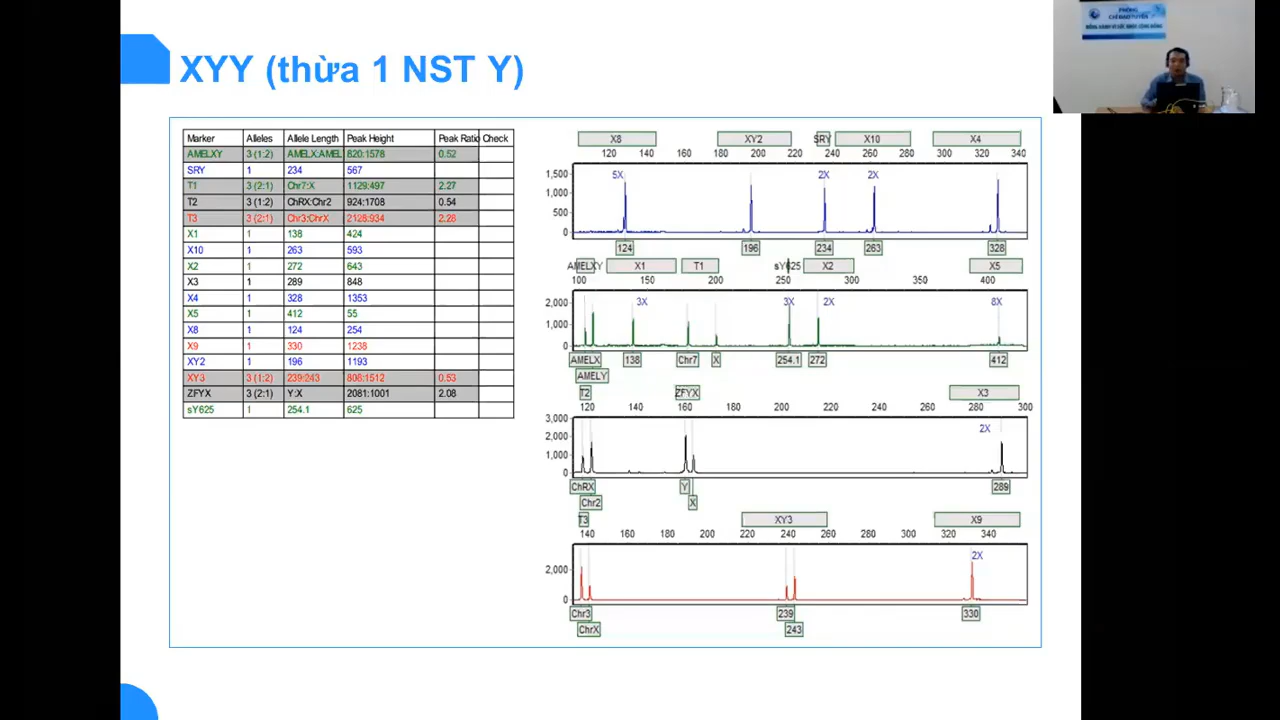 PHÒNG
CHỈ ĐẠO TUYẾN
XYY (thừa 1 NST Y)
Marker Alleles Allele Length Peak Height Peak Ratio Check
AMELXY 3 (1:2) AMELX:AMEL 820:1578 0.52
SRY 1 234 567
T1 3 (2:1) Chr7:X 1129:497 2.27
T2 3 (1:2) ChRX:Chr2 924:1708 0.54
T3 3 (2:1) Chr3:ChrX 2128:934 2.28
X1 1 138 424
X10 1 263 593
X2 1 272 643
X3 1 289 848
X4 1 328 1353
X5 1 412 55
X8 1 124 254
X9 1 330 1238
XY2 1 196 1193
XY3 3 (1:2) 239:243 806:1512 0.53
ZFYX 3 (2:1) Y:X 2081:1001 2.08
sY625 1 254.1 625
X8 XY2 SRY X10 X4
120 140 160 180 200 220 240 260 280 300 320 340
1,500
1,000
500
0
5X 2X 2X
124 196 234 263 328
AMELXY X1 T1 sY625 X2 X5
100 150 200 250 300 350 400
2,000
1,000
0
3X 3X 2X 8X
AMELX 138 Chr7 X 254.1 272 412
AMELY
T2 ZFYX X3
120 140 160 180 200 220 240 260 280 300
3,000
2,000
1,000
0
2X
ChRX Y 289
Chr2 X
T3 XY3 X9
140 160 180 200 220 240 260 280 300 320 340
2,000
0
2X
Chr3 239 330
ChrX 243